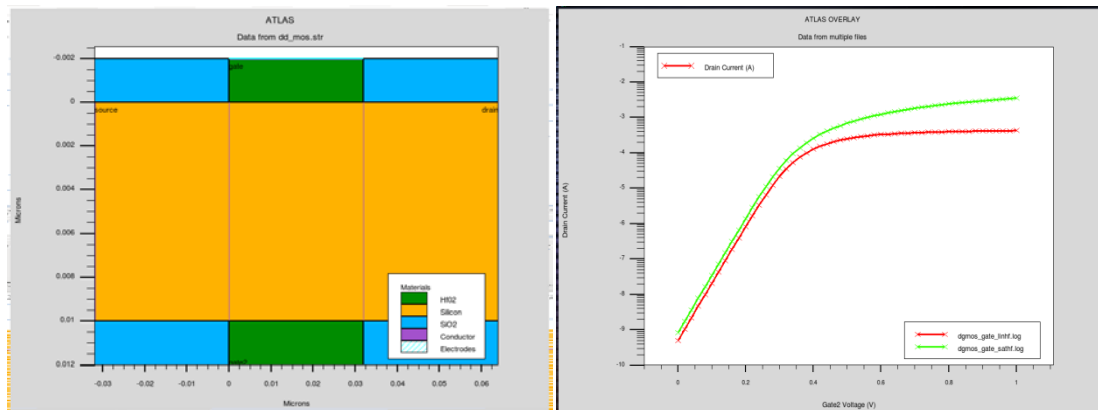 ATLAS
Data from dd_mos.str
-0.002
0
0.002
0.004
0.006
0.008
0.01
0.012
Microns
gate
source
drain
Materials
HfO2
Silicon
SiO2
Conductor
Electrodes
-0.03
-0.02
-0.01
0
0.01
0.02
0.03
0.04
0.05
0.06
Microns
ATLAS OVERLAY
Data from multiple files
Drain Current (A)
-1
-2
-3
-4
-5
-6
-7
-8
-9
-10
Drain Current (A)
dgmos_gate_linhf.log
dgmos_gate_sathf.log
0
0.2
0.4
0.6
0.8
1
Gate2 Voltage (V)